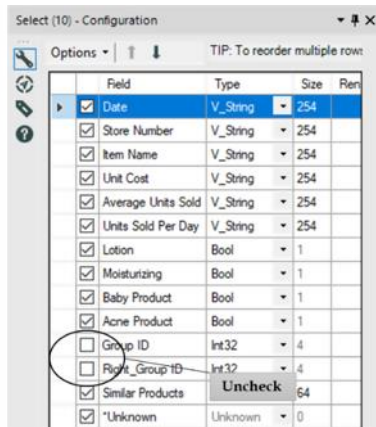 Select (10) - Configuration
Options
TIP: To reorder multiple rows
Field Type Size Ren
Date V_String 254
Store Number V_String 254
Item Name V_String 254
Unit Cost V_String 254
Average Units Sold V_String 254
Units Sold Per Day V_String 254
Lotion Bool 1
Moisturizing Bool 1
Baby Product Bool 1
Acne Product Bool 1
Group ID Int32 4
Right_Group ID Int32 4
Similar Products 64
Uncheck
*Unknown Unknown 0